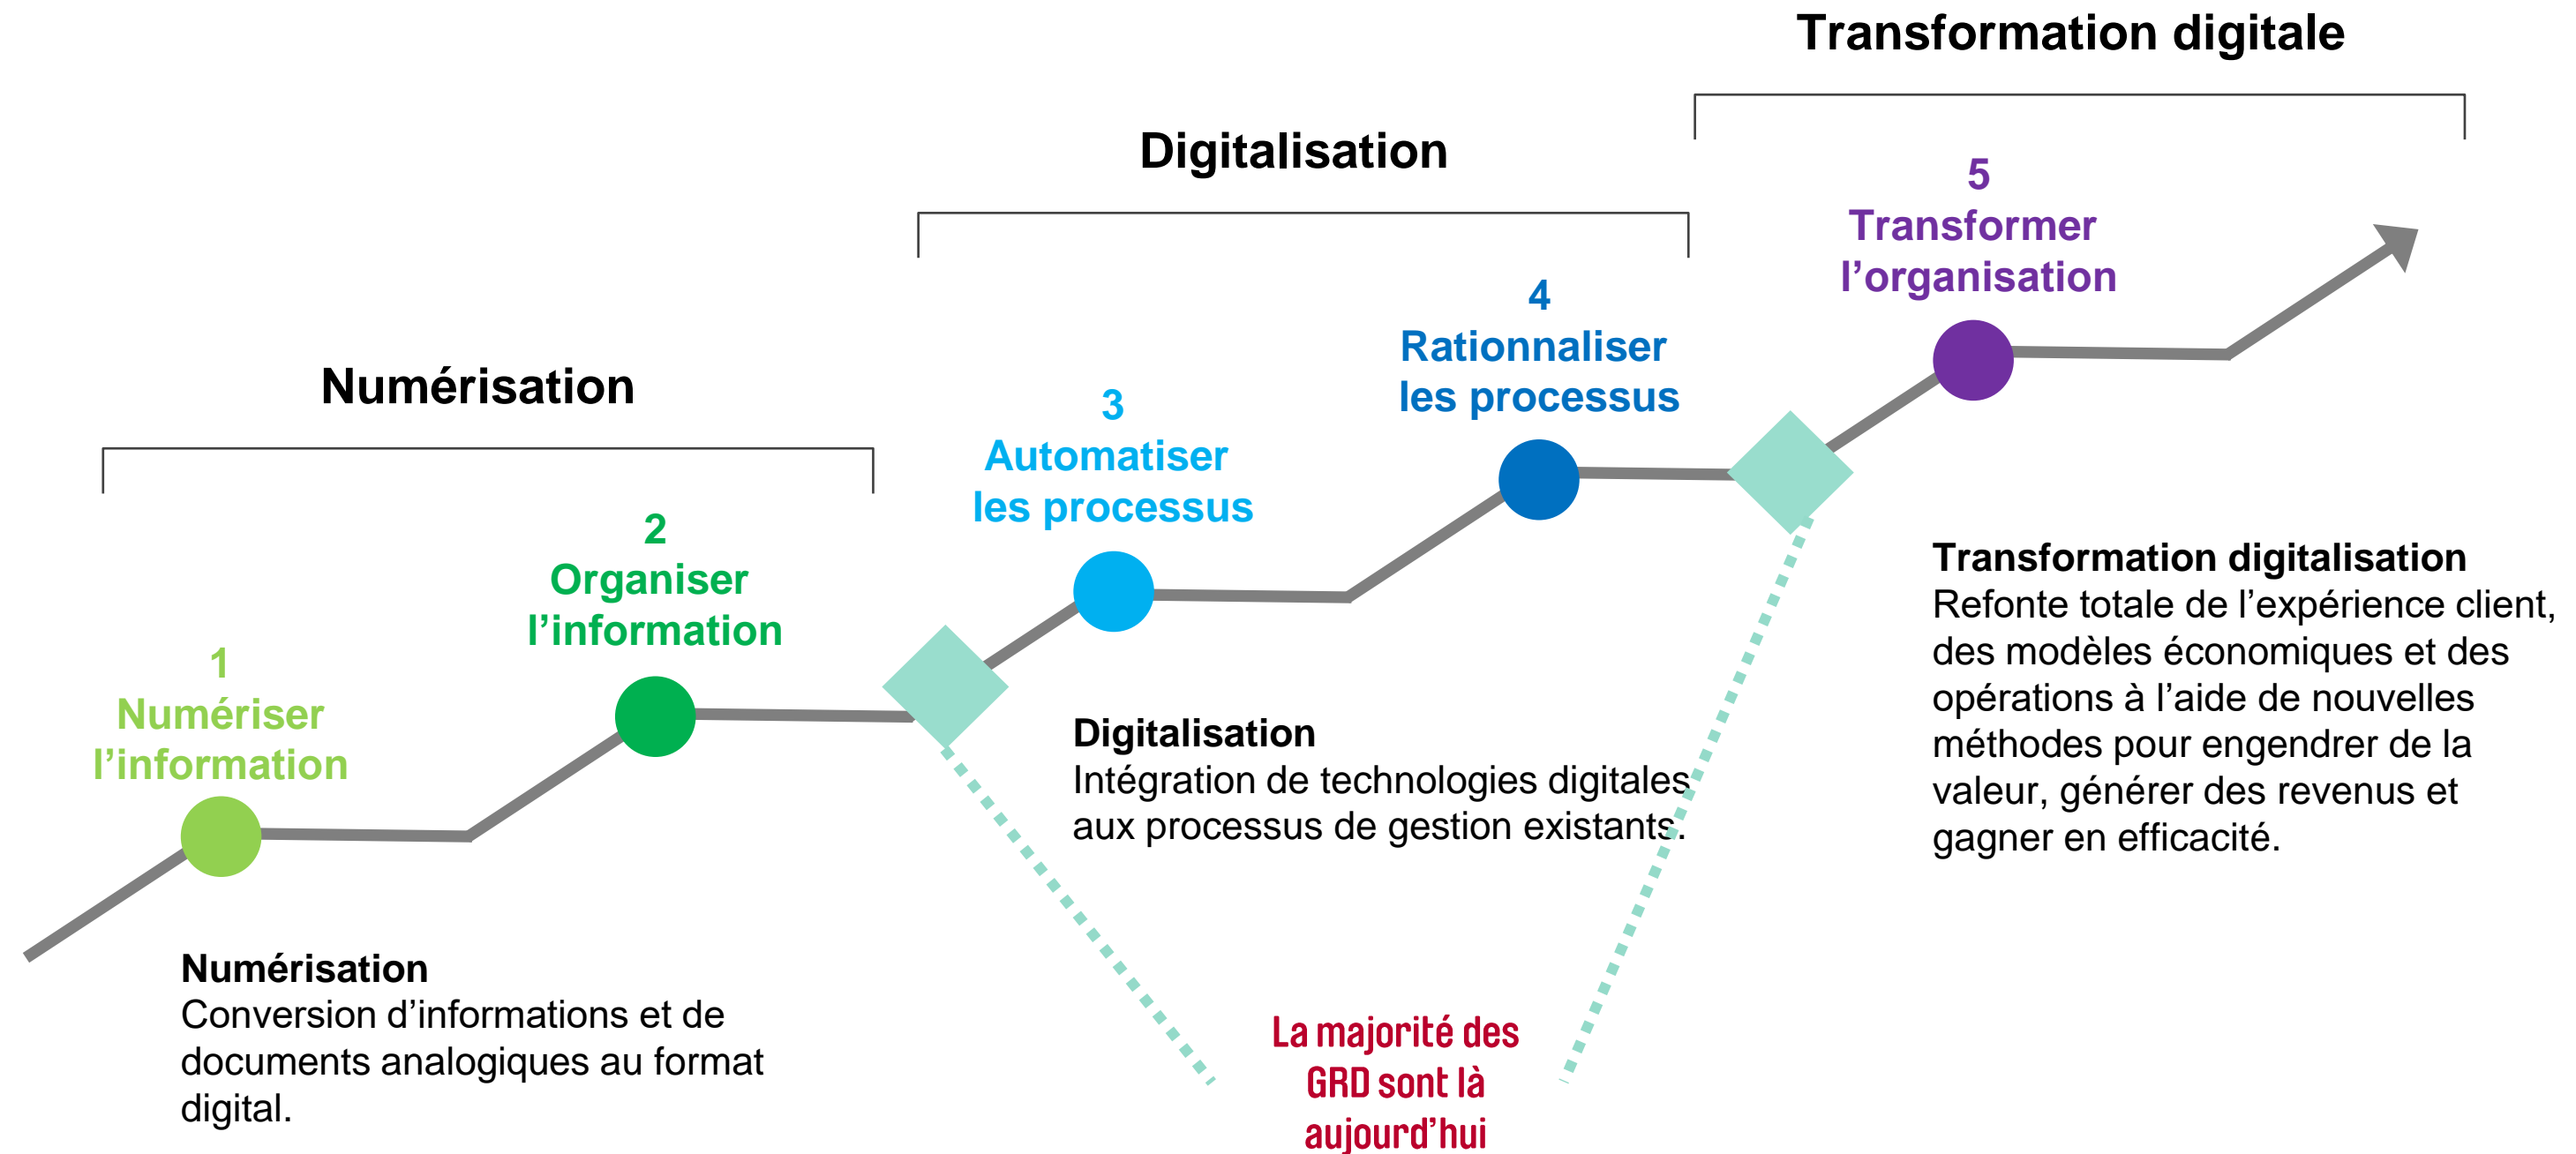 Transformation digitale
Digitalisation
Numérisation
5
Transformer
l’organisation
4
Rationnaliser
les processus
3
Automatiser
les processus
2
Organiser
l’information
1
Numériser
l’information
Transformation digitalisation
Refonte totale de l’expérience client,
des modèles économiques et des
opérations à l’aide de nouvelles
méthodes pour engendrer de la
valeur, générer des revenus et
gagner en efficacité.
Digitalisation
Intégration de technologies digitales
aux processus de gestion existants.
Numérisation
Conversion d’informations et de
documents analogiques au format
digital.
La majorité des
GRD sont là
aujourd’hui